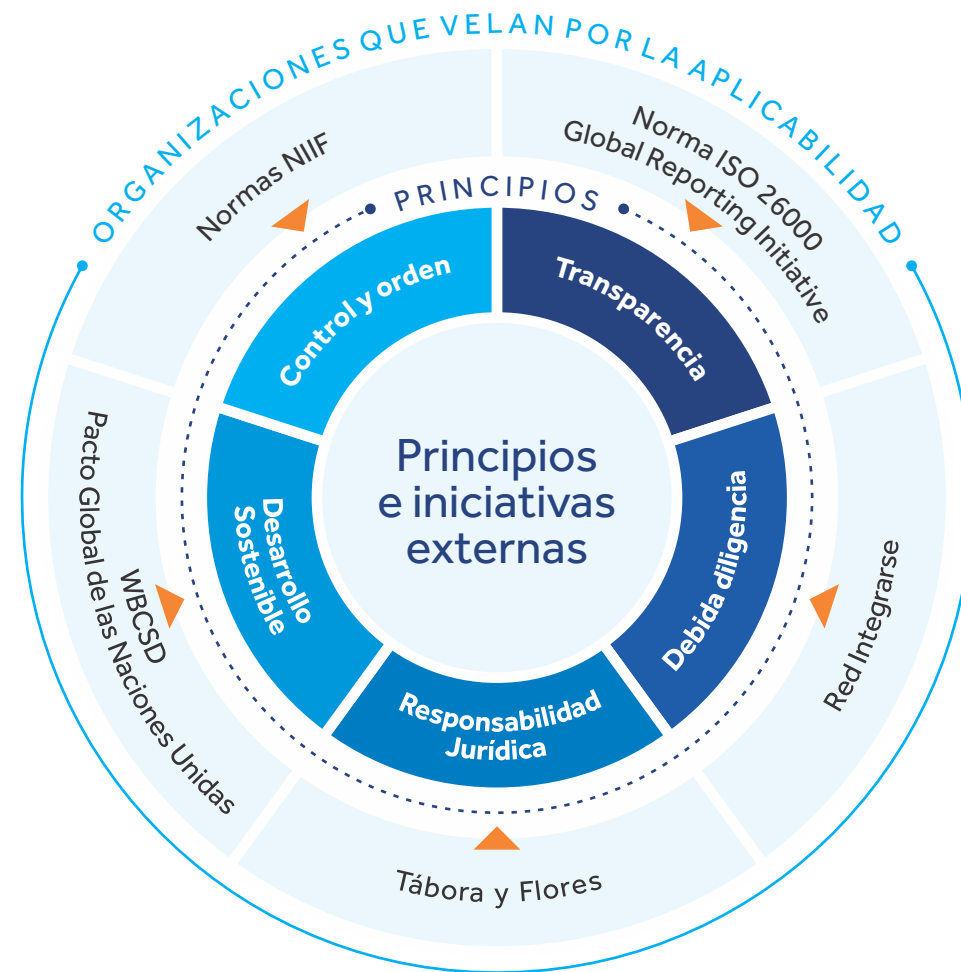 ORGANIZACIONES QUE VELAN POR LA APLICABILIDAD
Normas NIIF
Norma ISO 26000
Global Reporting Initiative
PRINCIPIOS
Control y orden
Transparencia
Principios
e iniciativas
externas
Desarrollo
Sostenible
Debida diligencia
Responsabilidad
Jurídica
WBCSD
Pacto Global de las Naciones Unidas
Red Integrarse
Tábora y Flores